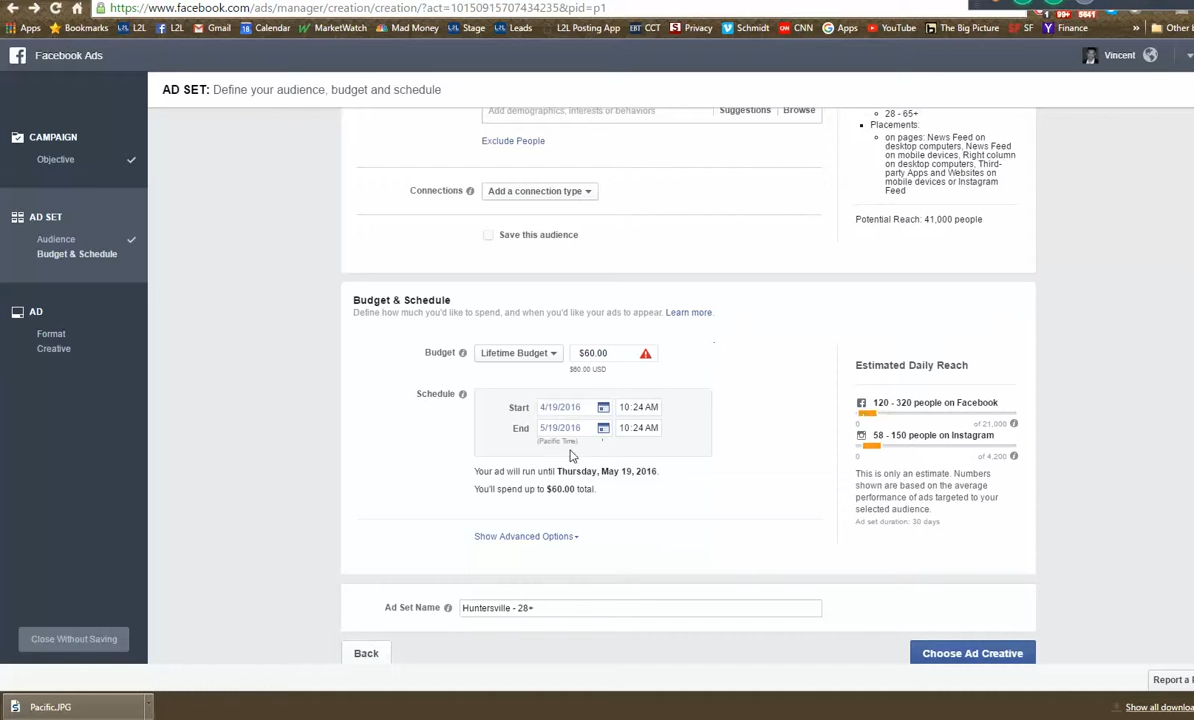 https://www.facebook.com/ads/manager/creation/creation/?act=10150915707434235&pid=p1
Apps Bookmarks L2L L2L Gmail Calendar MarketWatch Mad Money Stage Leads L2L Posting App CCT Privacy Schmidt CNN Apps YouTube The Big Picture SF Finance » Other
Facebook Ads
Vincent
AD SET: Define your audience, budget and schedule
CAMPAIGN
Objective
AD SET
Audience
Budget & Schedule
AD
Format
Creative
Close Without Saving
Add demographics, interests or behaviors Suggestions Browse
Exclude People
Connections Add a connection type
Save this audience
28 - 65+
Placements:
on pages: News Feed on
desktop computers, News Feed
on mobile devices, Right column
on desktop computers, Third-
party Apps and Websites on
mobile devices or Instagram
Feed
Potential Reach: 41,000 people
Budget & Schedule
Define how much you'd like to spend, and when you'd like your ads to appear. Learn more.
Budget Lifetime Budget $60.00
$60.00 USD
Schedule
Start 4/19/2016 10:24 AM
End 5/19/2016 10:24 AM
(Pacific Time)
Your ad will run until Thursday, May 19, 2016.
You'll spend up to $60.00 total.
Show Advanced Options
Estimated Daily Reach
120 - 320 people on Facebook
0 of 21,000
58 - 150 people on Instagram
0 of 4,200
This is only an estimate. Numbers
shown are based on the average
performance of ads targeted to your
selected audience.
Ad set duration: 30 days
Ad Set Name Huntersville - 28+
Back
Choose Ad Creative
Report a
Pacific.JPG
Show all downloa